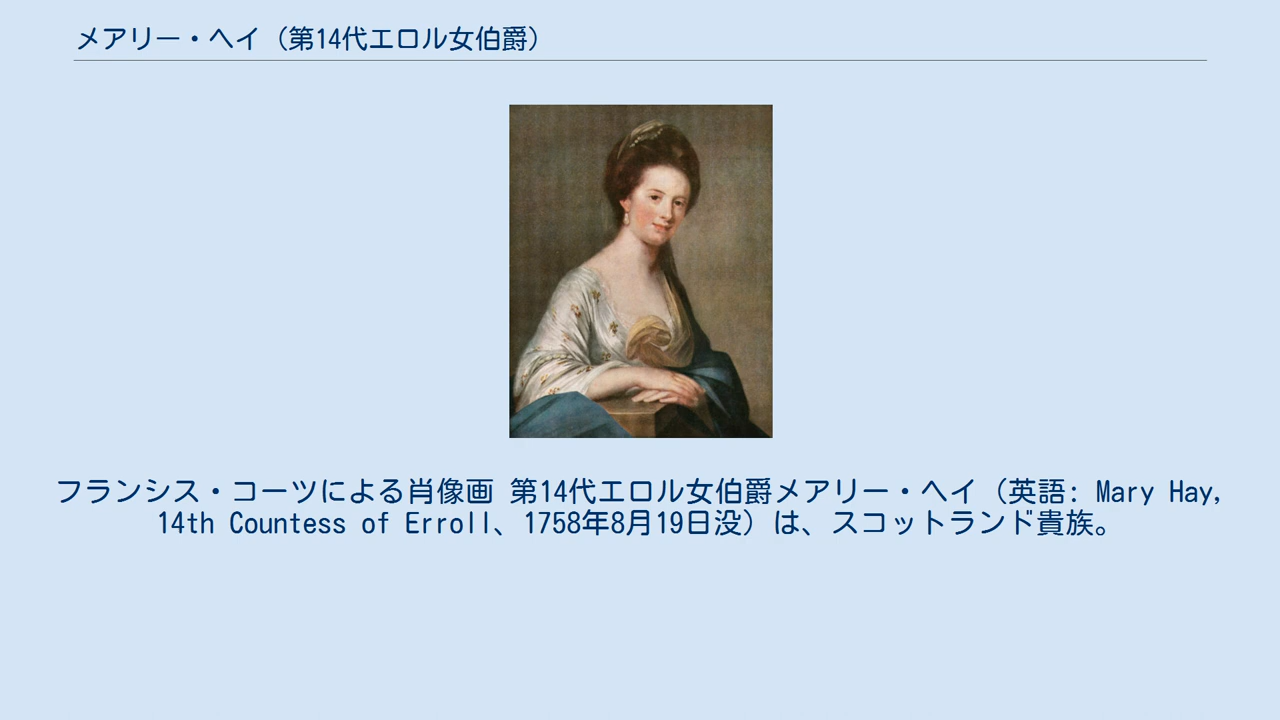 メアリー・ヘイ（第14代エロル女伯爵）
フランシス・コーツによる肖像画 第14代エロル女伯爵メアリー・ヘイ（英語: Mary Hay,
14th Countess of Erroll、1758年8月19日没）は、スコットランド貴族。